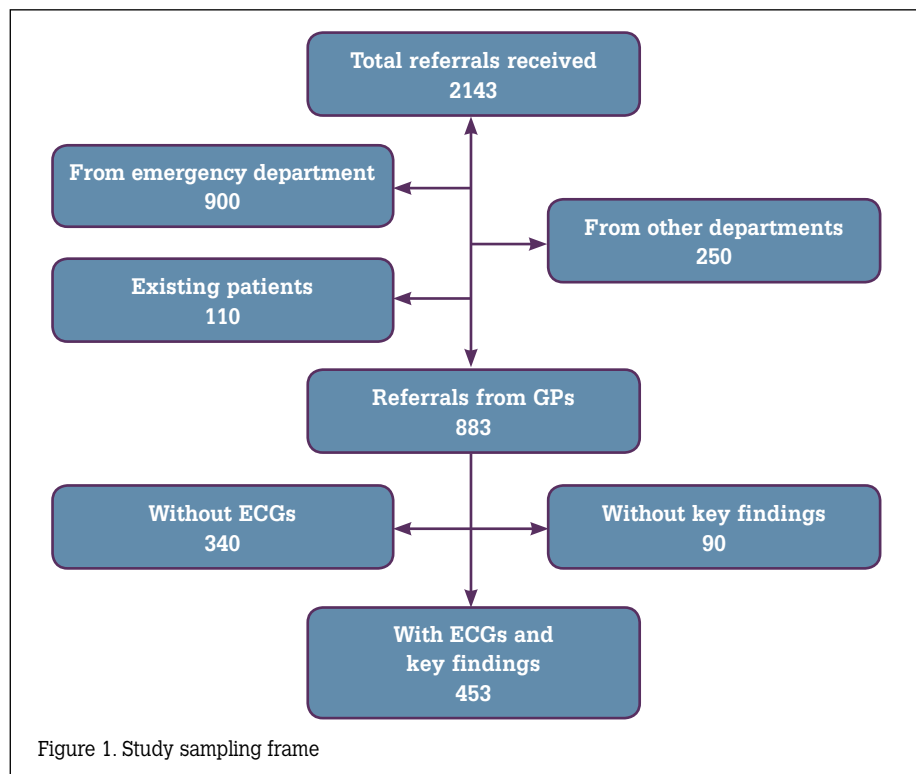 Total referrals received
2143
From emergency department
900
From other departments
250
Existing patients
110
Referrals from GPs
883
Without ECGs
340
Without key findings
90
With ECGs and
key findings
453
Figure 1. Study sampling frame